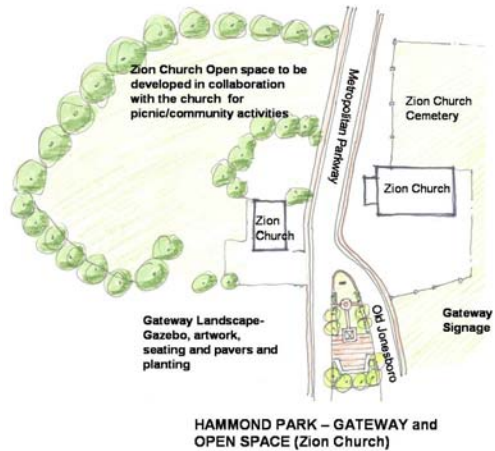 Zion Church Open space to be
developed in collaboration
with the church for
picnic/community activities
Metropolitan Parkway
Zion Church
Cemetery
Zion Church
Zion
Church
Gateway Landscape-
Gazebo, artwork,
seating and pavers and
planting
Old Jonesboro
Gateway
Signage
HAMMOND PARK – GATEWAY and
OPEN SPACE (Zion Church)